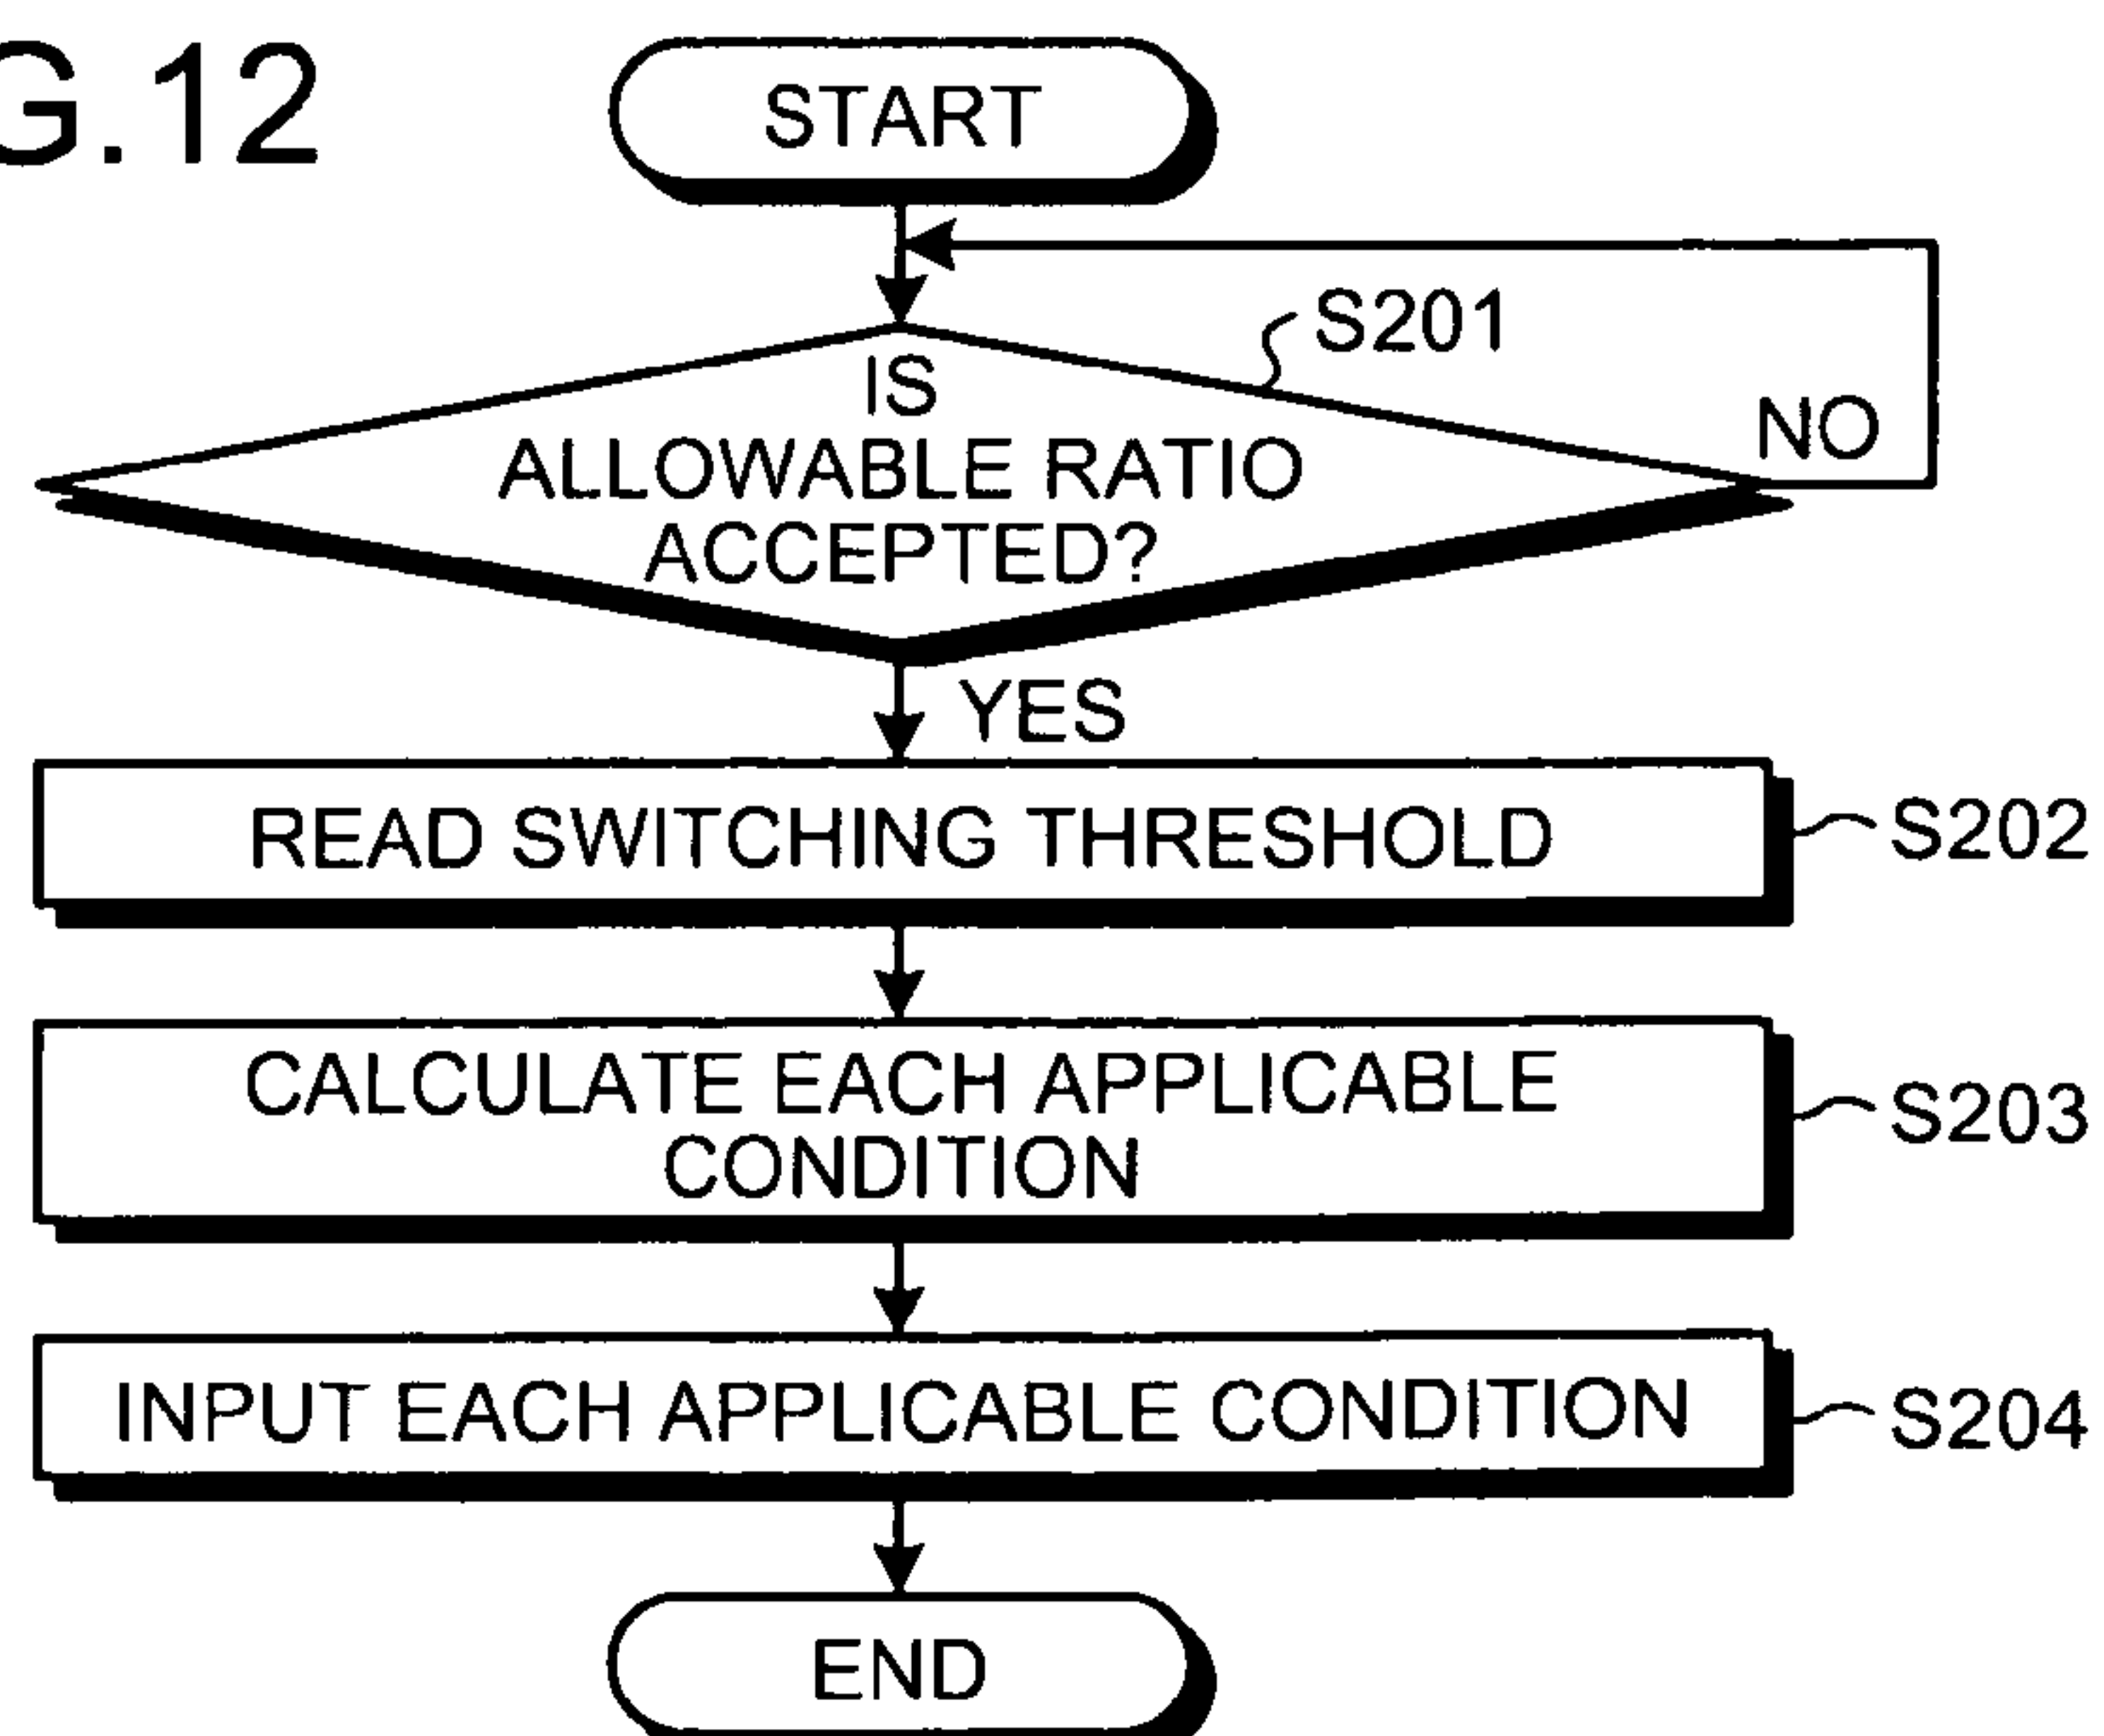 G.12
START
S201
IS
ALLOWABLE RATIO
ACCEPTED?
NO
YES
READ SWITCHING THRESHOLD
S202
CALCULATE EACH APPLICABLE
CONDITION
S203
INPUT EACH APPLICABLE CONDITION
S204
END